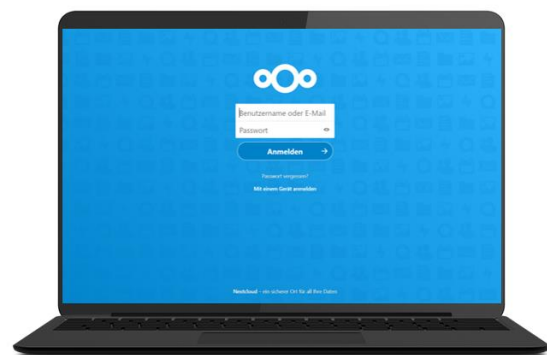 Benutzername oder E-Mail
Passwort
Anmelden
Passwort vergessen?
Mit einem Gerät anmelden
Nextcloud – ein sicherer Ort für all Ihre Daten